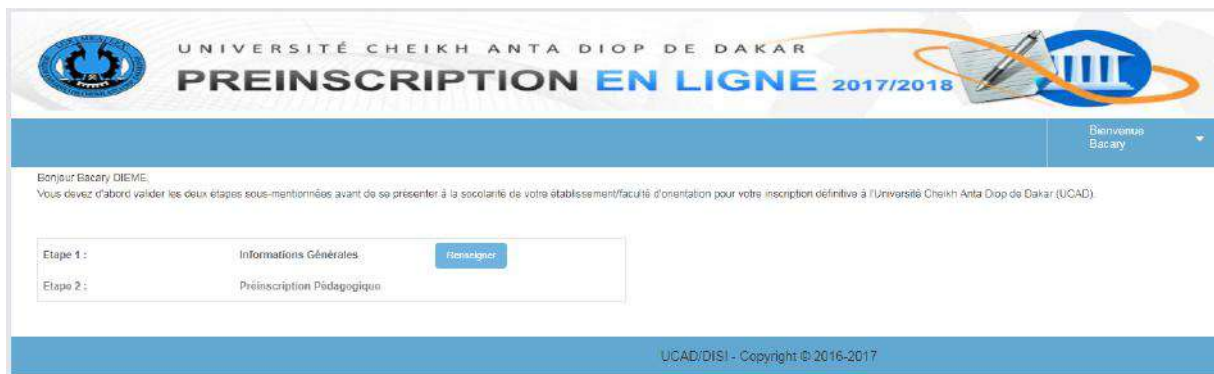 UNIVERSITÉ CHEIKH ANTA DIOP DE DAKAR
PREINSCRIPTION EN LIGNE 2017/2018
Bienvenue
Bacary
Bonjour Bacary DIEME,
Vous devez d'abord valider les deux étapes sous-mentionnées avant de se présenter à la socolarité de votre établissement/faculté d'orientation pour votre inscription définitive à l'Université Cheikh Anta Diop de Dakar (UCAD).
Etape 1 : Informations Générales Renseigner
Etape 2 : Préinscription Pédagogique
UCAD/DISI - Copyright © 2016-2017